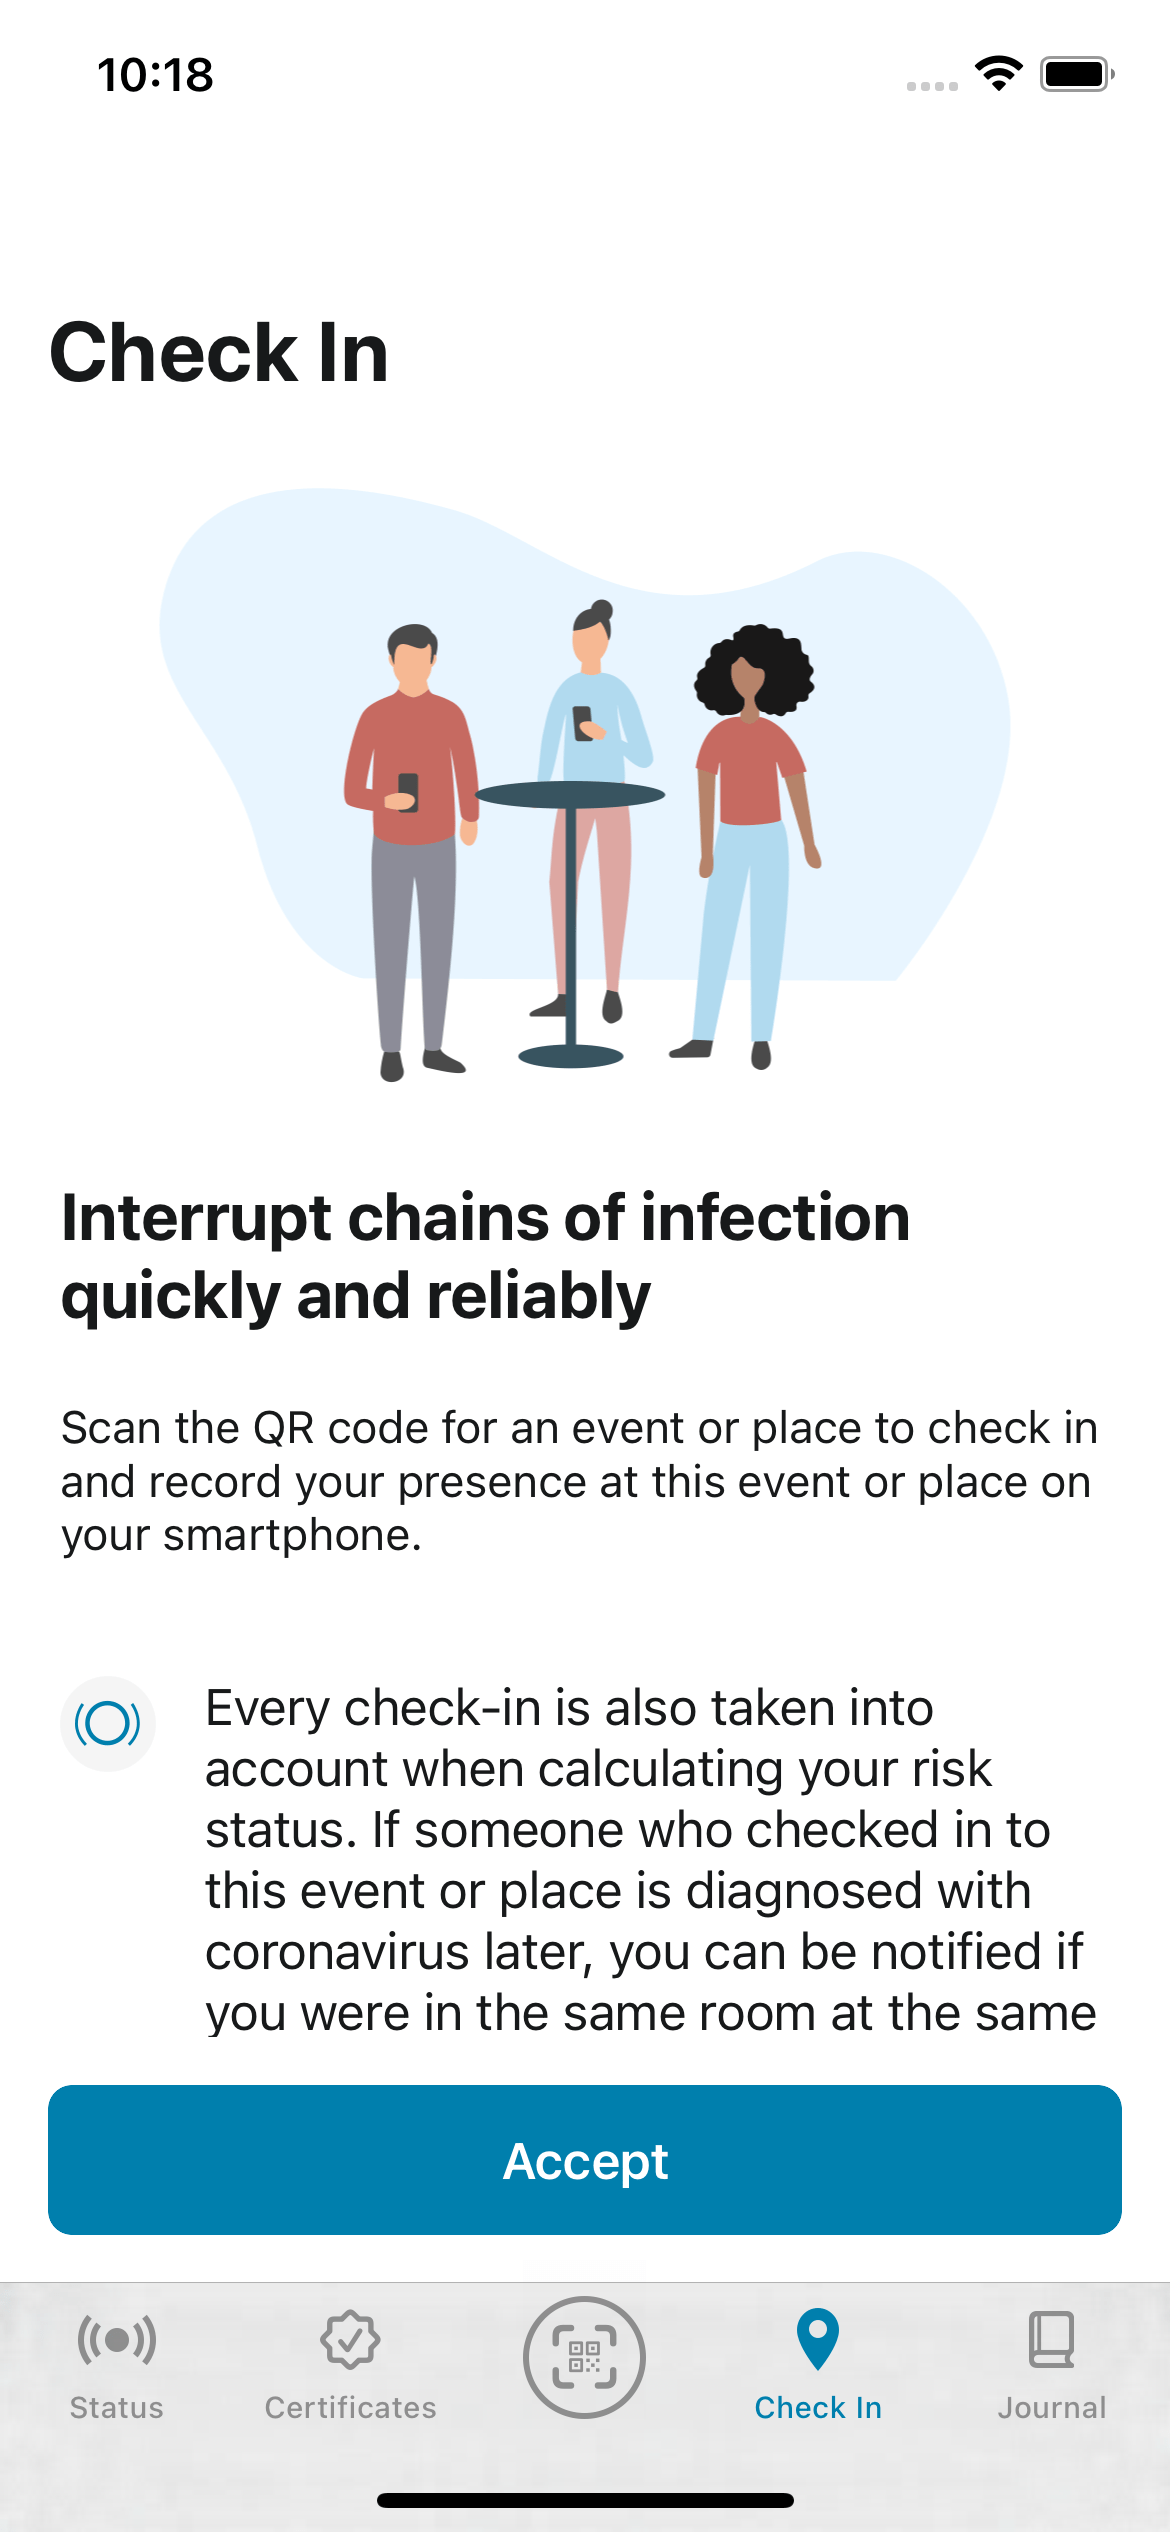 10:18
Check In
Interrupt chains of infection
quickly and reliably
Scan the QR code for an event or place to check in
and record your presence at this event or place on
your smartphone.
Every check-in is also taken into
account when calculating your risk
status. If someone who checked in to
this event or place is diagnosed with
coronavirus later, you can be notified if
you were in the same room at the same
Accept
Status
Certificates
Check In
Journal